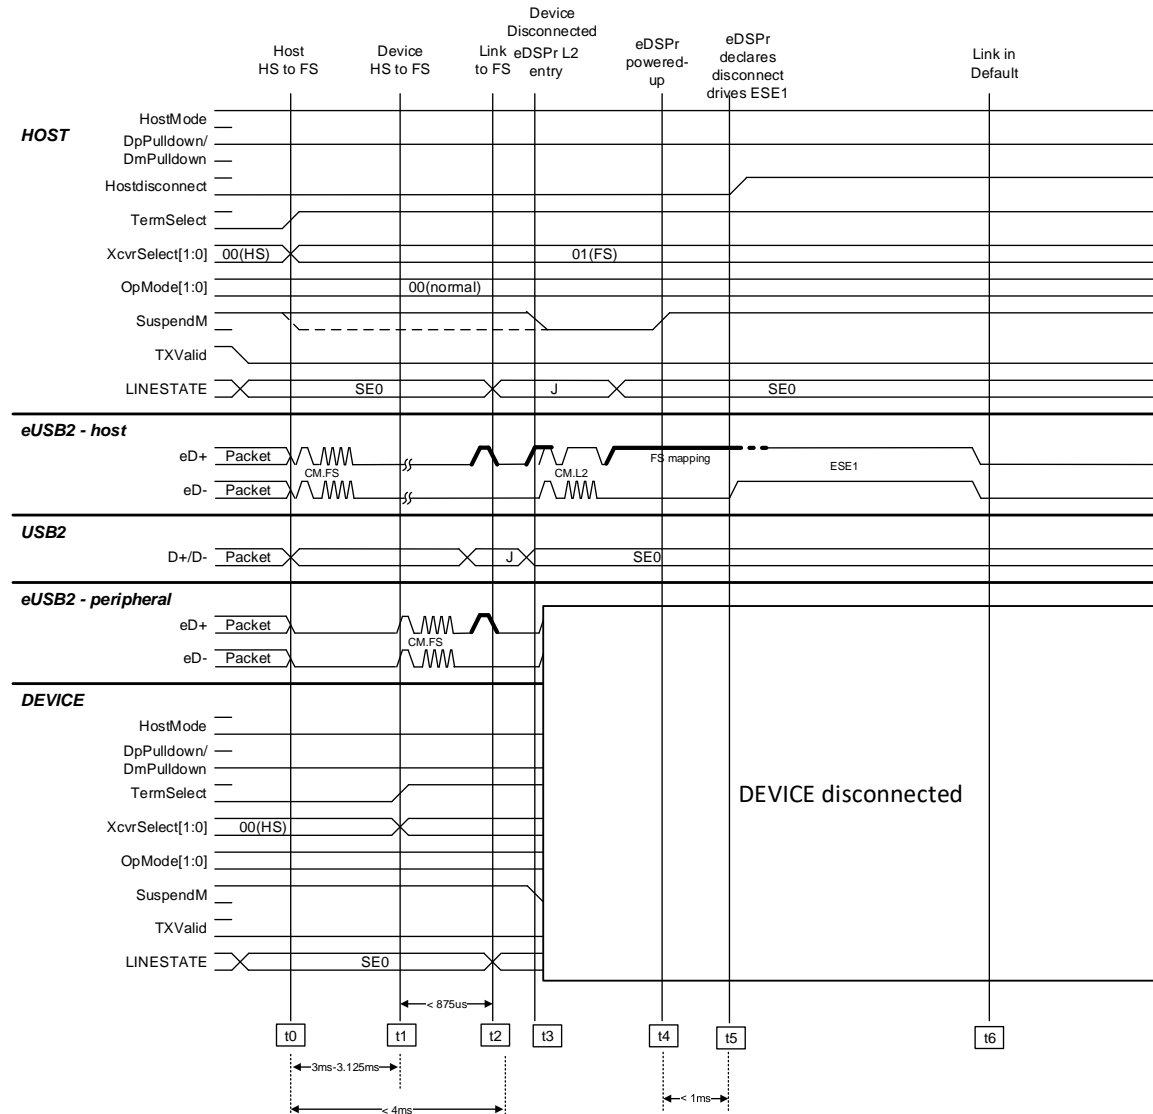 Host
HS to FS
Device
HS to FS
Link
to FS
Device
Disconnected
eDSPr L2
entry
eDSPr
powered-
up
eDSPr
declares
disconnect
drives ESE1
Link in
Default
HOST
HostMode
DpPulldown/
DmPulldown
Hostdisconnect
TermSelect
XcvrSelect[1:0] 00(HS) 01(FS)
OpMode[1:0] 00(normal)
SuspendM
TXValid
LINESTATE SE0 J SE0
eUSB2 - host
eD+ Packet FS mapping
CM.FS CM.L2 ESE1
eD- Packet
USB2
D+/D- Packet J SE0
eUSB2 - peripheral
eD+ Packet
CM.FS
eD- Packet
DEVICE
HostMode
DpPulldown/
DmPulldown
TermSelect
DEVICE disconnected
XcvrSelect[1:0] 00(HS)
OpMode[1:0]
SuspendM
TXValid
LINESTATE SE0
< 875us
t0 t1 t2 t3 t4 t5 t6
3ms-3.125ms
< 1ms
< 4ms